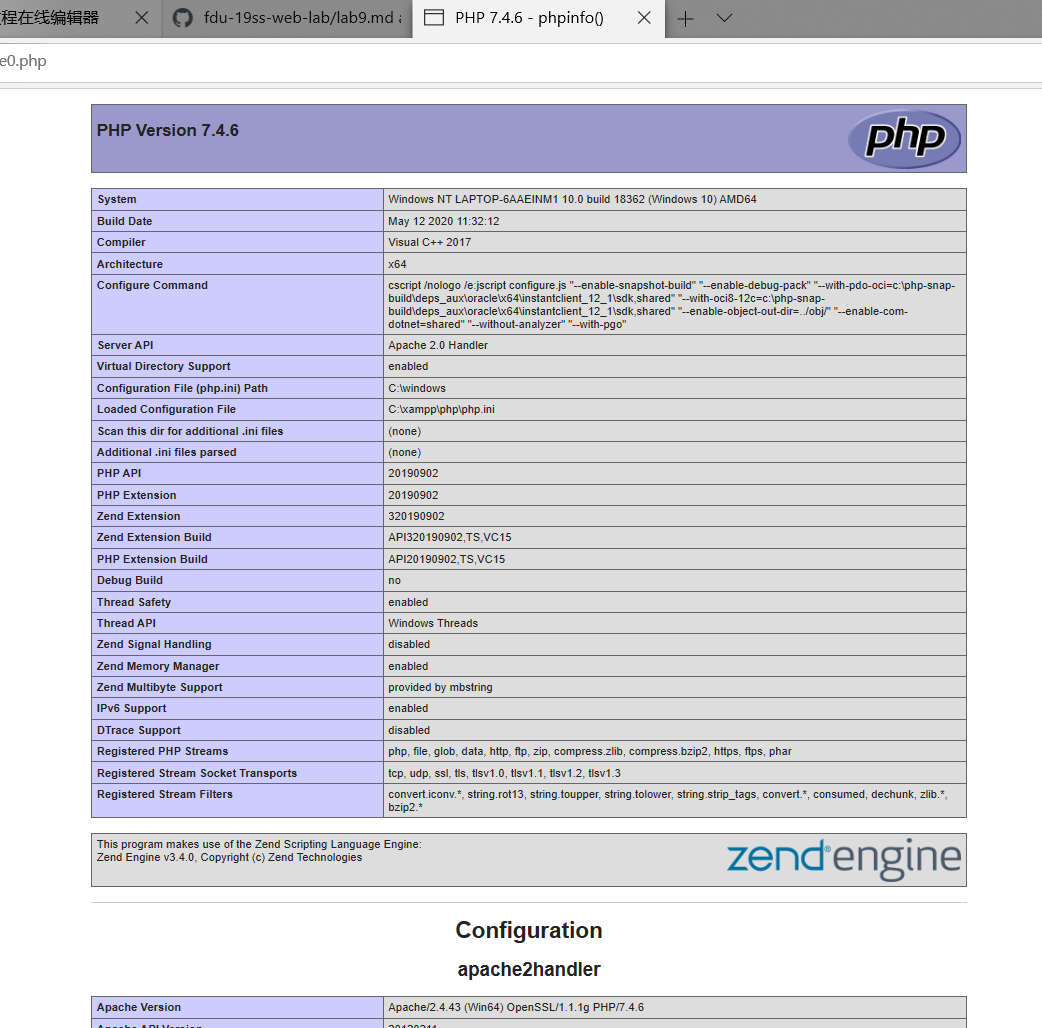 程在线编辑器
fdu-19ss-web-lab/lab9.md
PHP 7.4.6 - phpinfo()
e0.php
PHP Version 7.4.6
php
System Windows NT LAPTOP-6AAEINM1 10.0 build 18362 (Windows 10) AMD64
Build Date May 12 2020 11:32:12
Compiler Visual C++ 2017
Architecture x64
Configure Command cscript /nologo /e:jscript configure.js "--enable-snapshot-build" "--enable-debug-pack" "--with-pdo-oci=c:\php-snap-
build\deps_aux\oracle\x64\instantclient_12_1\sdk,shared" "--with-oci8-12c=c:\php-snap-
build\deps_aux\oracle\x64\instantclient_12_1\sdk,shared" "--enable-object-out-dir=../obj/" "--enable-com-
dotnet=shared" "--without-analyzer" "--with-pgo"
Server API Apache 2.0 Handler
Virtual Directory Support enabled
Configuration File (php.ini) Path C:\windows
Loaded Configuration File C:\xampp\php\php.ini
Scan this dir for additional .ini files (none)
Additional .ini files parsed (none)
PHP API 20190902
PHP Extension 20190902
Zend Extension 320190902
Zend Extension Build API320190902,TS,VC15
PHP Extension Build API20190902,TS,VC15
Debug Build no
Thread Safety enabled
Thread API Windows Threads
Zend Signal Handling disabled
Zend Memory Manager enabled
Zend Multibyte Support provided by mbstring
IPv6 Support enabled
DTrace Support disabled
Registered PHP Streams php, file, glob, data, http, ftp, zip, compress.zlib, compress.bzip2, https, ftps, phar
Registered Stream Socket Transports tcp, udp, ssl, tls, tlsv1.0, tlsv1.1, tlsv1.2, tlsv1.3
Registered Stream Filters convert.iconv.*, string.rot13, string.toupper, string.tolower, string.strip_tags, convert.*, consumed, dechunk, zlib.*,
bzip2.*
This program makes use of the Zend Scripting Language Engine:
Zend Engine v3.4.0, Copyright (c) Zend Technologies
zend® engine
Configuration
apache2handler
Apache Version Apache/2.4.43 (Win64) OpenSSL/1.1.1g PHP/7.4.6